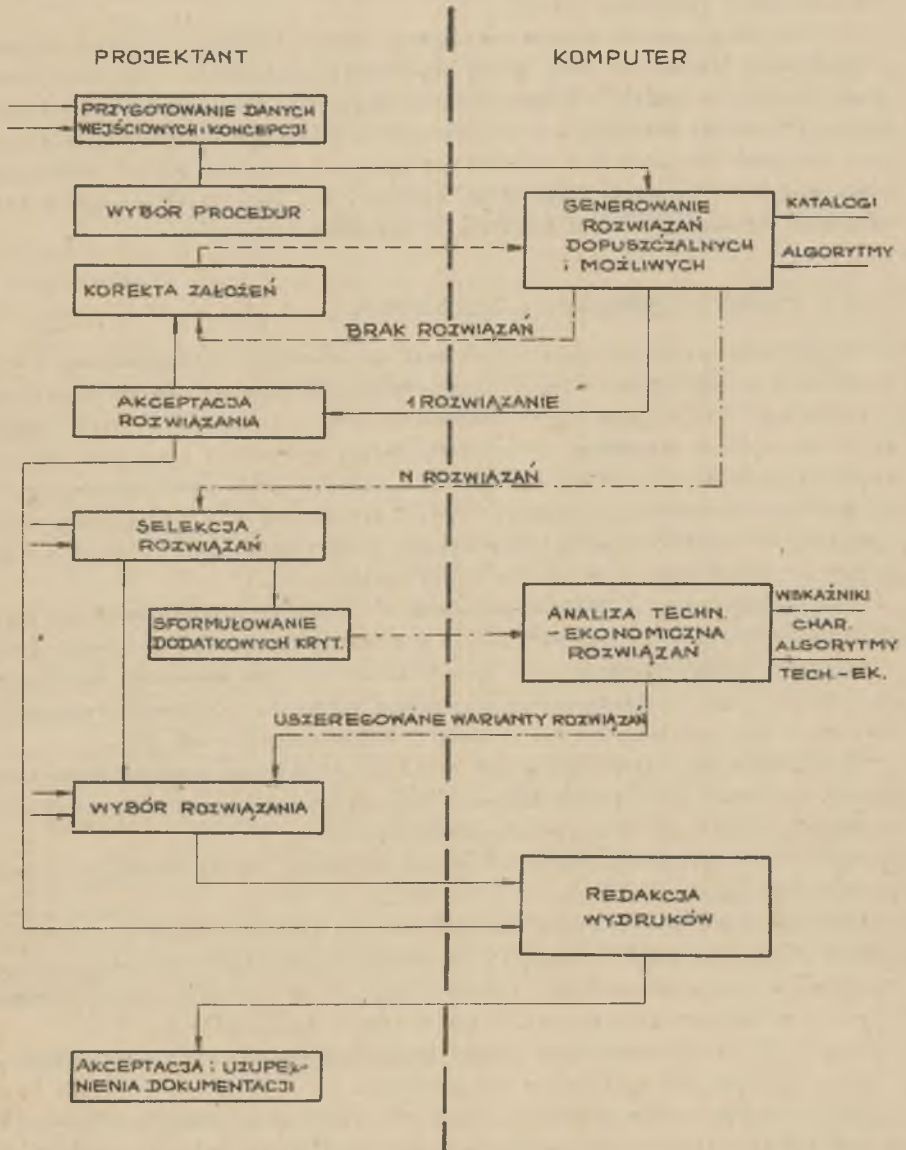 PROJEKTANT
KOMPUTER
PRZYGOTOWANIE DANYCH
WEJŚCIOWYCH i KONCEPCJI
WYBÓR PROCEDUR
GENEROWANIE
ROZWIĄZAŃ
DOPUSZCZALNYCH
i MOŻLIWYCH
KATALOGI
ALGORYTMY
KOREKTA ZAŁOŻEŃ
BRAK ROZWIĄZAŃ
AKCEPTACJA
ROZWIĄZANIA
1 ROZWIĄZANIE
N ROZWIĄZAŃ
SELEKCJA
ROZWIĄZAŃ
SFORMUŁOWANIE
DODATKOWYCH KRYT.
ANALIZA TECHN.
-EKONOMICZNA
ROZWIĄZAŃ
WSKAŹNIKI
CHAR.
ALGORYTMY
TECH.-EK.
USZEREGOWANE WARIANTY ROZWIĄZAŃ
WYBÓR ROZWIĄZANIA
REDAKCJA
WYDRUKÓW
AKCEPTACJA i UZUPEŁ-
NIENIA DOKUMENTACJI